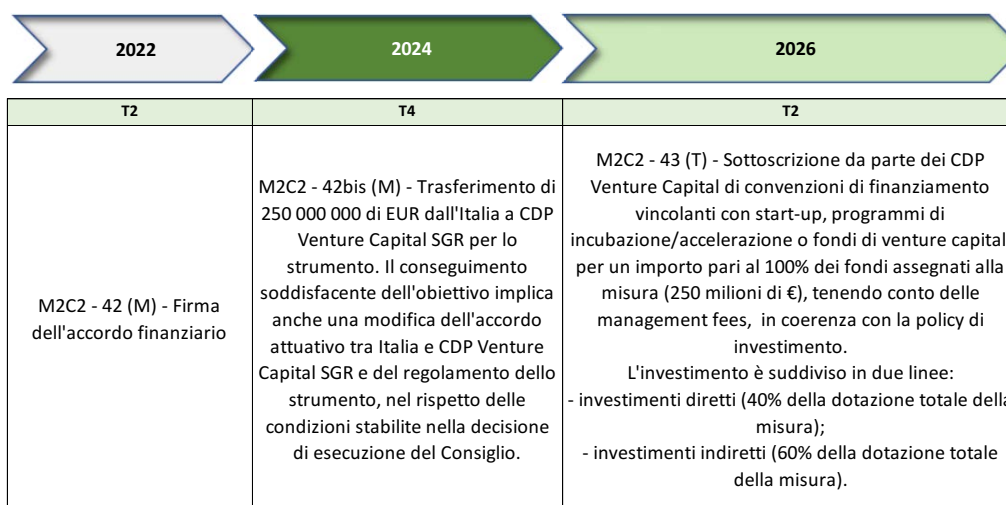 2022
2024
2026
T2
T4
T2
M2C2 - 42 (M) - Firma
dell'accordo finanziario
M2C2 - 42bis (M) - Trasferimento di
250 000 000 di EUR dall'Italia a CDP
Venture Capital SGR per lo
strumento. Il conseguimento
soddisfacente dell'obiettivo implica
anche una modifica dell'accordo
attuativo tra Italia e CDP Venture
Capital SGR e del regolamento dello
strumento, nel rispetto delle
condizioni stabilite nella decisione
di esecuzione del Consiglio.
M2C2 - 43 (T) - Sottoscrizione da parte dei CDP
Venture Capital di convenzioni di finanziamento
vincolanti con start-up, programmi di
incubazione/accelerazione o fondi di venture capital
per un importo pari al 100% dei fondi assegnati alla
misura (250 milioni di €), tenendo conto delle
management fees, in coerenza con la policy di
investimento.
L'investimento è suddiviso in due linee:
- investimenti diretti (40% della dotazione totale della
misura);
- investimenti indiretti (60% della dotazione totale
della misura).